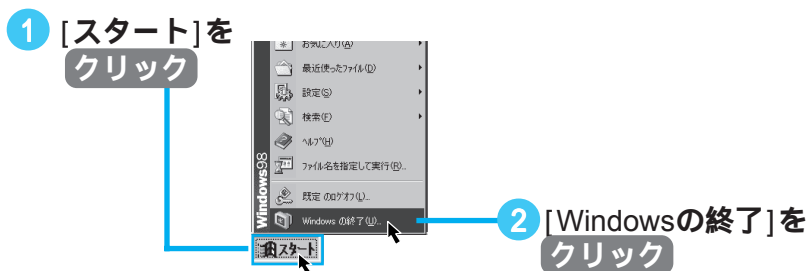 1 [スタート]を
クリック
お気に入り(A)
最近使ったファイル(D)
設定(S)
検索(F)
ヘルプ(H)
ファイル名を指定して実行(R)...
既定 のログオフ(L)...
Windows の終了(U)...
Windows98
スタート
2 [Windowsの終了]を
クリック